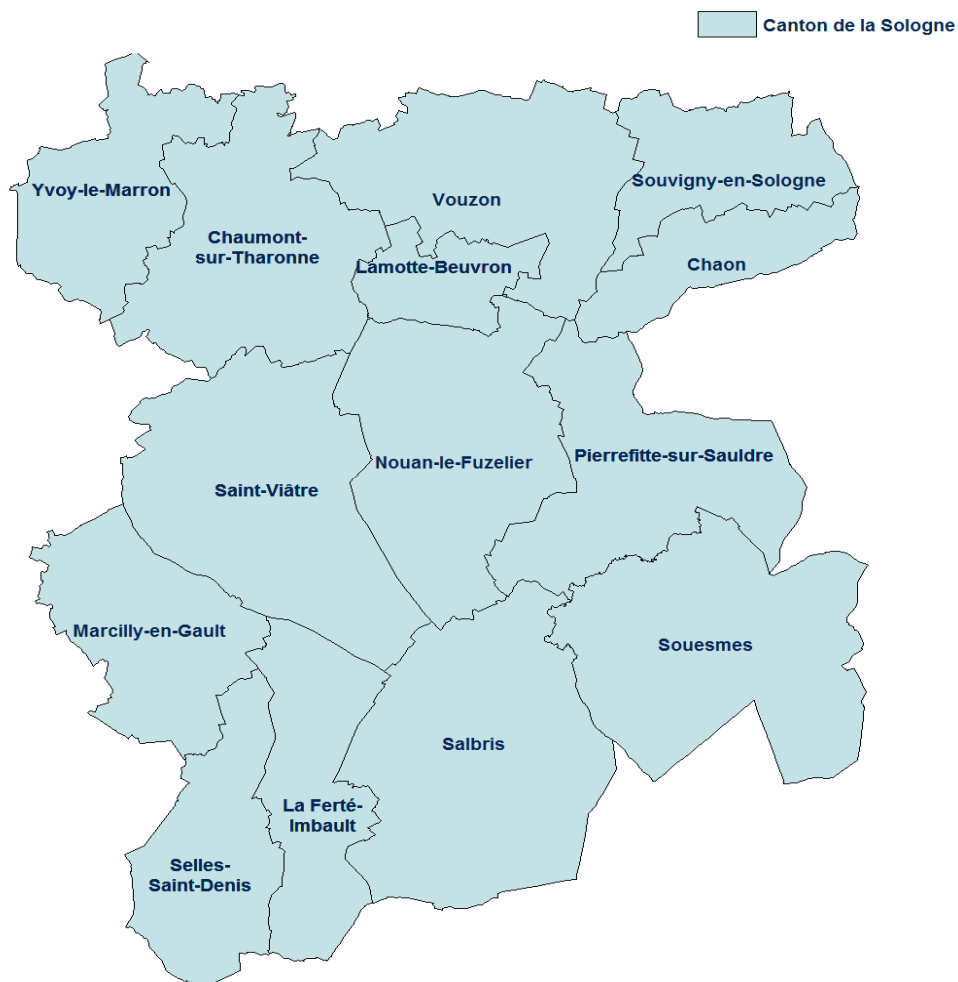 Canton de la Sologne
Yvoy-le-Marron
Souvigny-en-Sologne
Vouzon
Chaumont-
sur-Tharonne
Lamotte-Beuvron
Chaon
Pierrefitte-sur-Sauldre
Nouan-le-Fuzelier
Saint-Viâtre
Marcilly-en-Gault
Souesmes
Salbris
La Ferté-
Imbault
Selles-
Saint-Denis